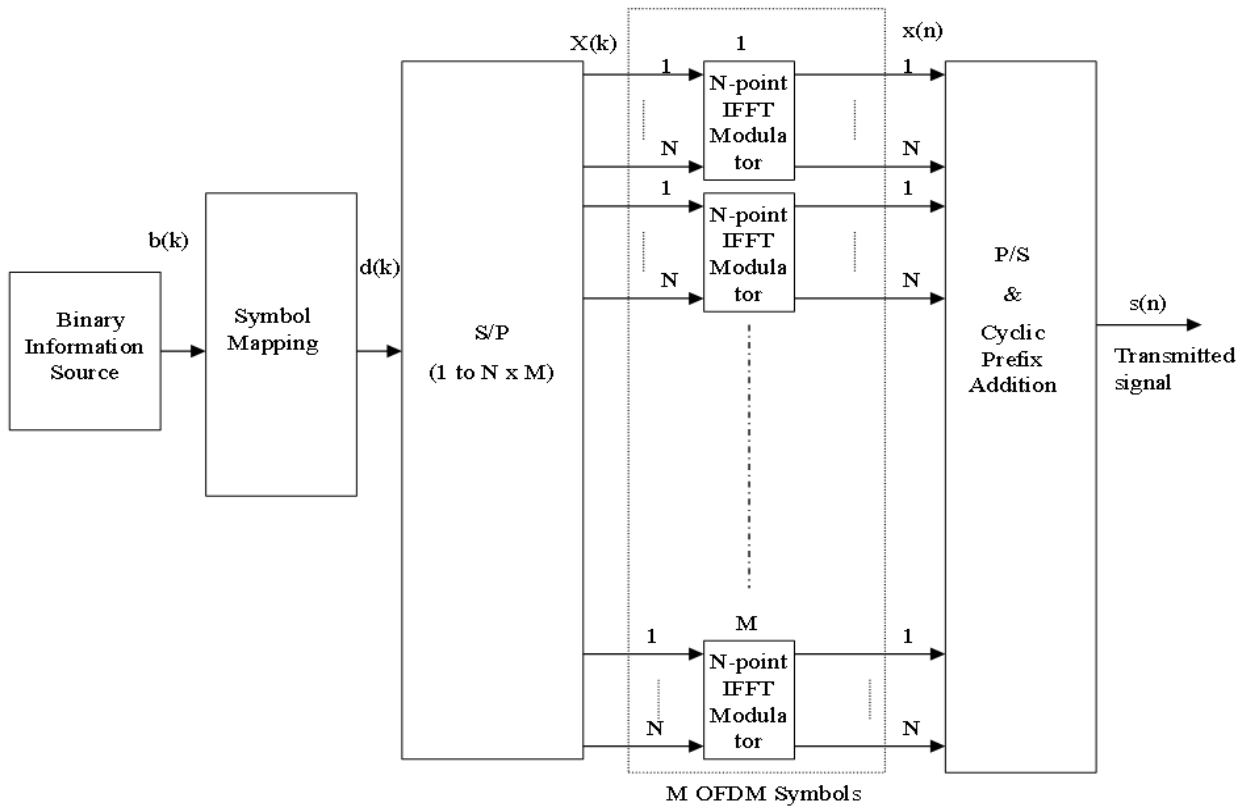 X(k)
1
x(n)
1
N-point
IFFT
Modula
tor
1
N
N
1
N-point
IFFT
Modula
tor
1
N
N
b(k)
d(k)
Binary
Information
Source
Symbol
Mapping
S/P
(1 to N x M)
P/S
&
Cyclic
Prefix
Addition
s(n)
Transmitted
signal
M
1
N-point
IFFT
Modula
tor
1
N
N
M OFDM Symbols